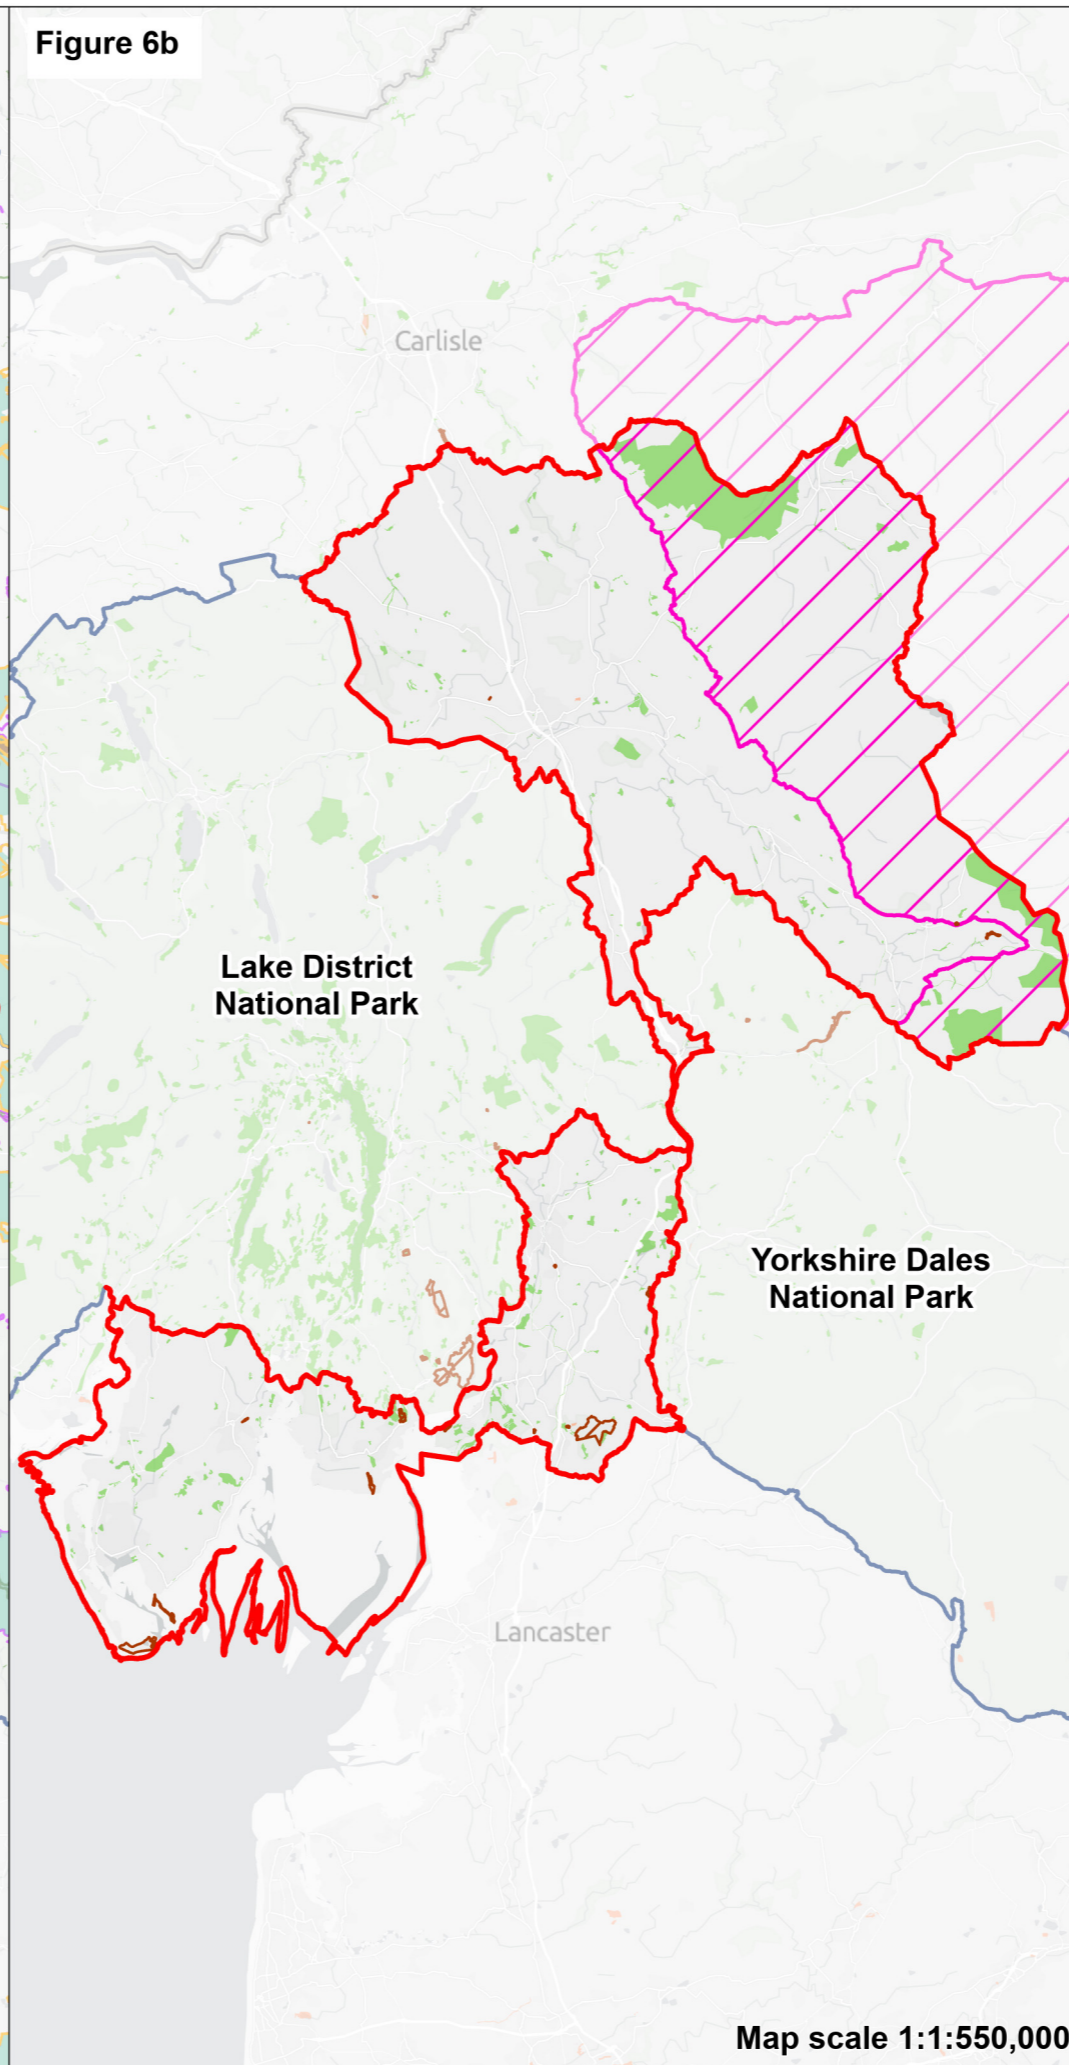 Figure 6b
Carlisle
Lake District
National Park
Yorkshire Dales
National Park
Lancaster
Map scale 1:1:550,000